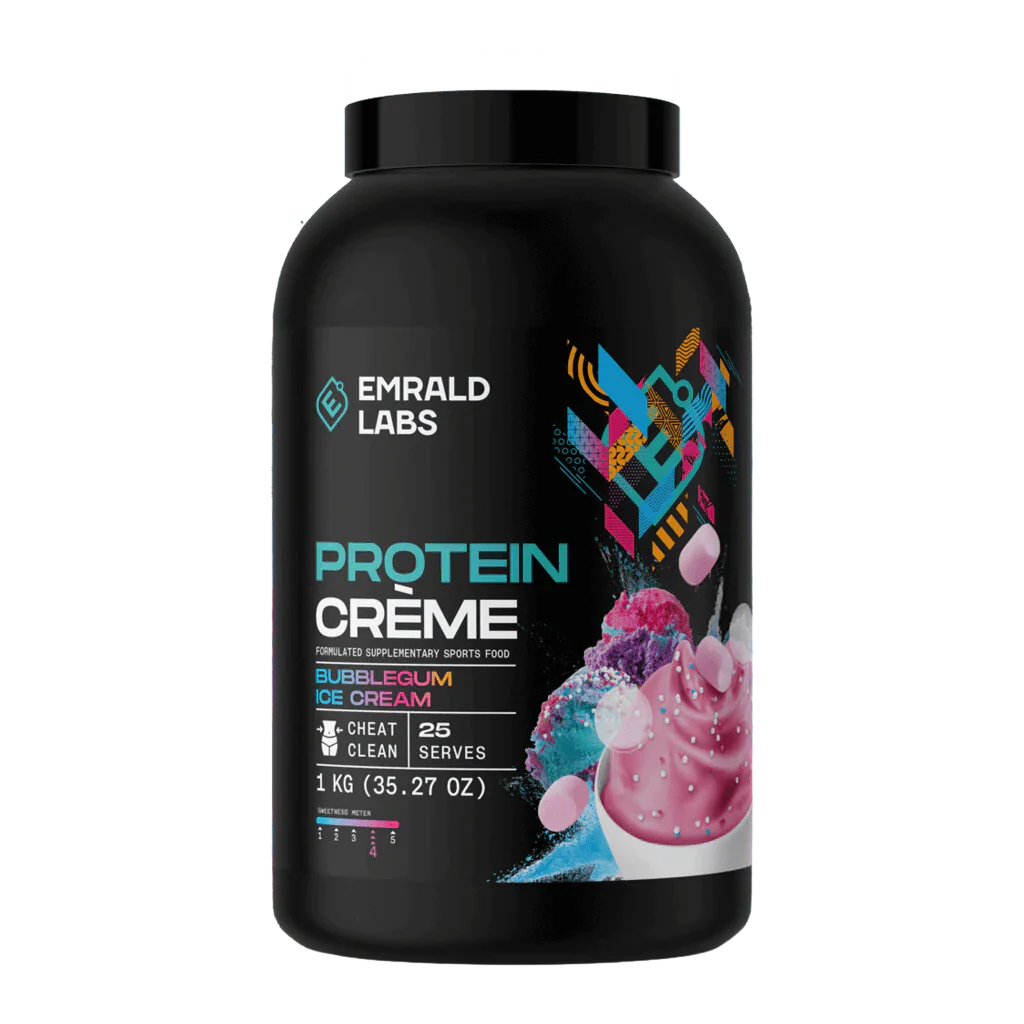 EMRALD
LABS
PROTEIN
CRÈME
FORMULATED SUPPLEMENTARY SPORTS FOOD
BUBBLEGUM
ICE CREAM
CHEAT
CLEAN
25
SERVES
1 KG (35.27 OZ)
SWEETNESS METER
1 2 3 4 5